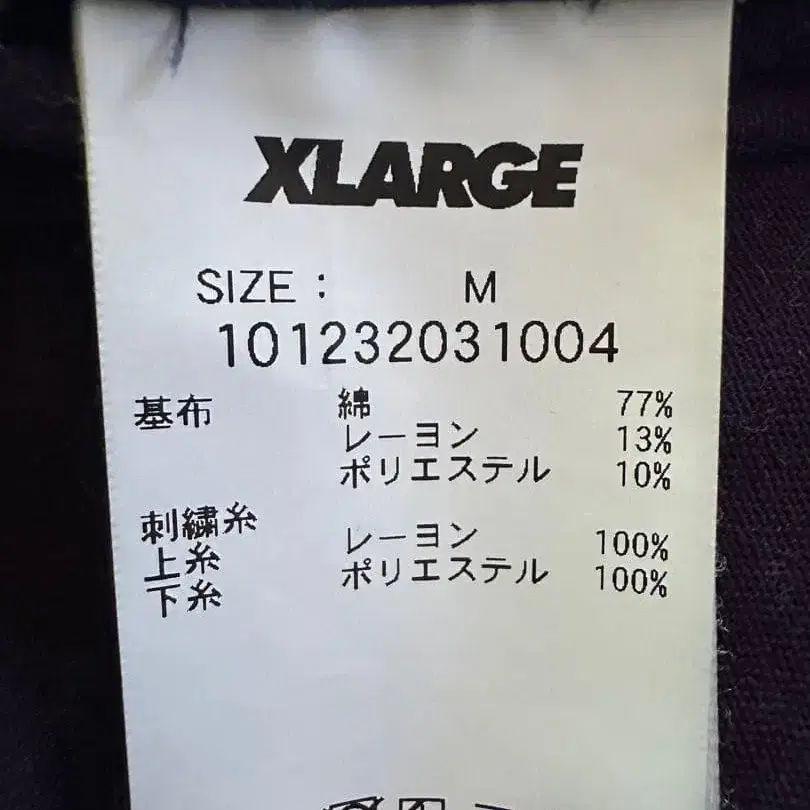 XLARGE
SIZE : M
101232031004
基布 綿 77%
レーヨン 13%
ポリエステル 10%
刺繍糸
上糸 レーヨン 100%
下糸 ポリエステル 100%